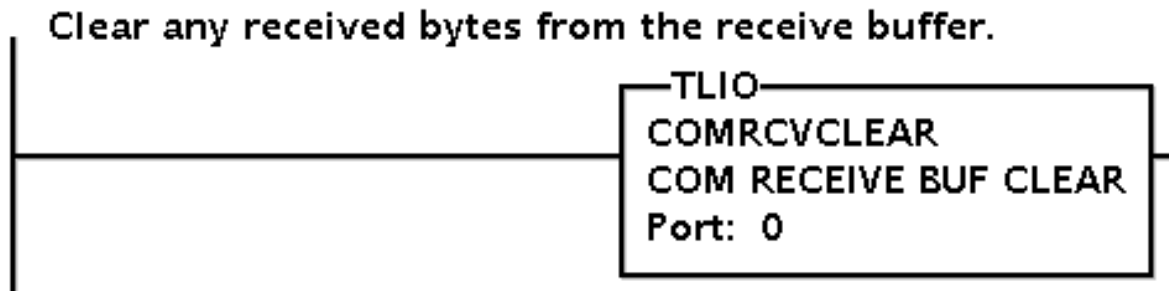 Clear any received bytes from the receive buffer.
TLIO
COMRCVCLEAR
COM RECEIVE BUF CLEAR
Port: 0